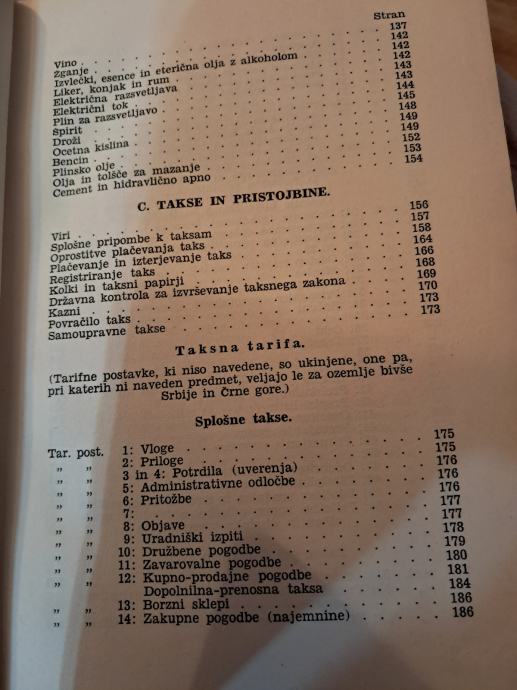 Stran
Vino . . . . . . . . . . 137
Žganje . . . . . . . . . . 142
Izvlečki, esence in eterična olja z alkoholom . . . 142
Liker, konjak in rum . . . . . . . . 142
Električna razsvetljava . . . . . . . . 143
Električni tok . . . . . . . . . 143
Plin za razsvetljavo . . . . . . . . 144
Spirit . . . . . . . . . . 145
Droži . . . . . . . . . . 148
Ocetna kislina . . . . . . . . . 149
Bencin . . . . . . . . . . 149
Plinsko olje . . . . . . . . . 152
Olja in tolšče za mazanje . . . . . . . 153
Cement in hidravlično apno . . . . . . . 154
C. TAKSE IN PRISTOJBINE.
Viri . . . . . . . . . . 156
Splošne pripombe k taksam . . . . . . . 157
Oprostitve plačevanja taks . . . . . . . 158
Plačevanje in izterjevanje taks . . . . . . 164
Registriranje taks . . . . . . . . 166
Kolki in taksni papirji . . . . . . . . 168
Državna kontrola za izvrševanje taksnega zakona . . . 169
Kazni . . . . . . . . . . 170
Povračilo taks . . . . . . . . . 173
Samoupravne takse . . . . . . . . 173
Taksna tarifa.
(Tarifne postavke, ki niso navedene, so ukinjene, one pa,
pri katerih ni naveden predmet, veljajo le za ozemlje bivše
Srbije in Črne gore.)
Splošne takse.
Tar. post. 1: Vloge . . . . . . . . 175
„ „ 2: Priloge . . . . . . . . 175
„ „ 3 in 4: Potrdila (uverenja) . . . . . 176
„ „ 5: Administrativne odločbe . . . . . 176
„ „ 6: Pritožbe . . . . . . . 176
„ „ 7: . . . . . . . . . 177
„ „ 8: Objave . . . . . . . . 177
„ „ 9: Uradniški izpiti . . . . . . 178
„ „ 10: Družbene pogodbe . . . . . . 179
„ „ 11: Zavarovalne pogodbe . . . . . 180
„ „ 12: Kupno-prodajne pogodbe . . . . 181
Dopolnilna-prenosna taksa . . . . 184
„ „ 13: Borzni sklepi . . . . . . . 186
„ „ 14: Zakupne pogodbe (najemnine) . . . . 186